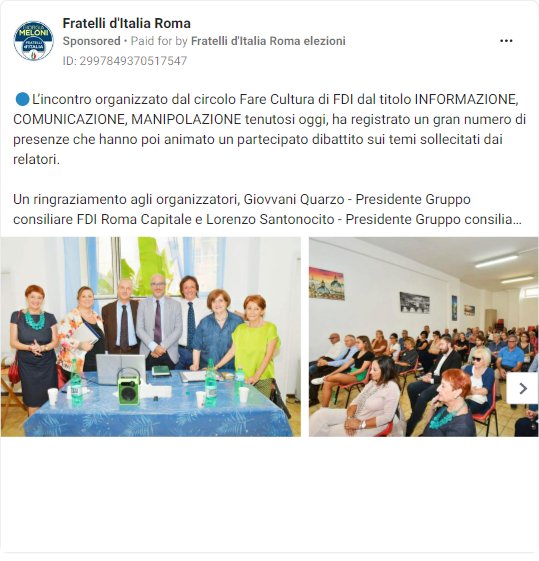 Fratelli d'Italia Roma
Sponsored • Paid for by Fratelli d'Italia Roma elezioni
ID: 2997849370517547
L'incontro organizzato dal circolo Fare Cultura di FDI dal titolo INFORMAZIONE,
COMUNICAZIONE, MANIPOLAZIONE tenutosi oggi, ha registrato un gran numero di
presenze che hanno poi animato un partecipato dibattito sui temi sollecitati dai
relatori.
Un ringraziamento agli organizzatori, Giovvani Quarzo - Presidente Gruppo
consiliare FDI Roma Capitale e Lorenzo Santonocito - Presidente Gruppo consilia...
GIORGIA
MELONI
FRATELLI
d'ITALIA